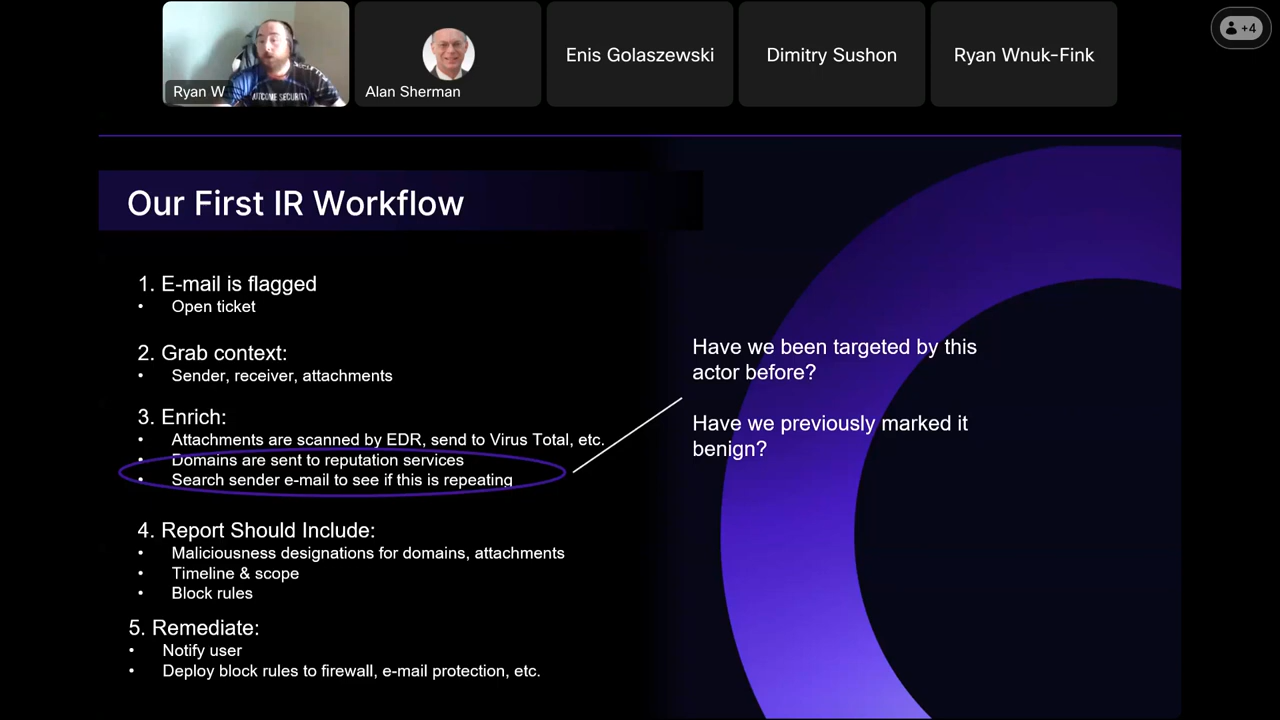 Ryan W
Alan Sherman
Enis Golaszewski
Dimitry Sushon
Ryan Wnuk-Fink
+4
OUTCOME SECURITY
Our First IR Workflow
1. E-mail is flagged
• Open ticket
2. Grab context:
• Sender, receiver, attachments
3. Enrich:
• Attachments are scanned by EDR, send to Virus Total, etc.
• Domains are sent to reputation services
• Search sender e-mail to see if this is repeating
Have we been targeted by this
actor before?
Have we previously marked it
benign?
4. Report Should Include:
• Maliciousness designations for domains, attachments
• Timeline & scope
• Block rules
5. Remediate:
• Notify user
• Deploy block rules to firewall, e-mail protection, etc.